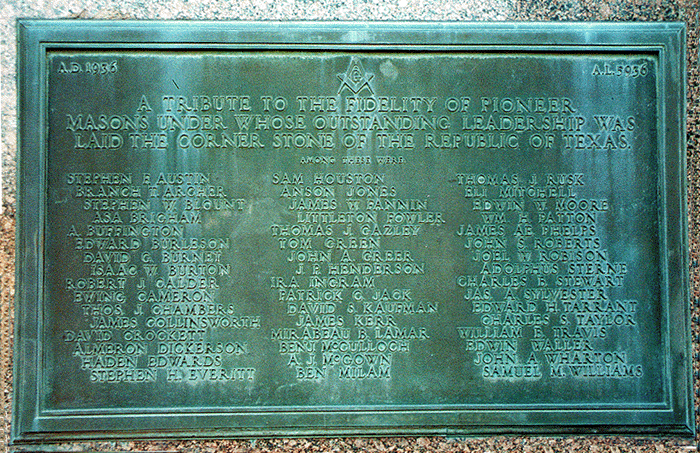 A.D. 1936
A.L. 5936
G
A TRIBUTE TO THE FIDELITY OF PIONEER
MASONS UNDER WHOSE OUTSTANDING LEADERSHIP WAS
LAID THE CORNER STONE OF THE REPUBLIC OF TEXAS.
AMONG THESE WERE
STEPHEN F. AUSTIN
BRANCH T. ARCHER
STEPHEN W. BLOUNT
ASA BRIGHAM
A. BUFFINGTON
EDWARD BURLESON
DAVID G. BURNEY
ISAAC W. BURTON
ROBERT J. CALDER
EWING CAMERON
THOS. J. CHAMBERS
JAMES COLLINSWORTH
DAVID CROCKETT
ALMERON DICKERSON
HADEN EDWARDS
STEPHEN H. EVERITT
SAM HOUSTON
ANSON JONES
JAMES W. FANNIN
LITTLETON FOWLER
THOMAS J. GAZLEY
TOM GREEN
JOHN A. GREER
J. P. HENDERSON
IRA INGRAM
PATRICK C. JACK
DAVID S. KAUFMAN
JAMES KERR
MIRABEAU B. LAMAR
BENJ. McCULLOCH
A. J. McGOWN
BEN MILAM
THOMAS J. RUSK
ELI MITCHELL
EDWIN W. MOORE
WM. H. PATTON
JAMES AE. PHELPS
JOHN S. ROBERTS
JOEL W. ROBISON
ADOLPHUS STERNE
CHARLES B. STEWART
JAS. A. SYLVESTER
EDWARD H. TARRANT
CHARLES S. TAYLOR
WILLIAM B. TRAVIS
EDWIN WALLER
JOHN A. WHARTON
SAMUEL M. WILLIAMS